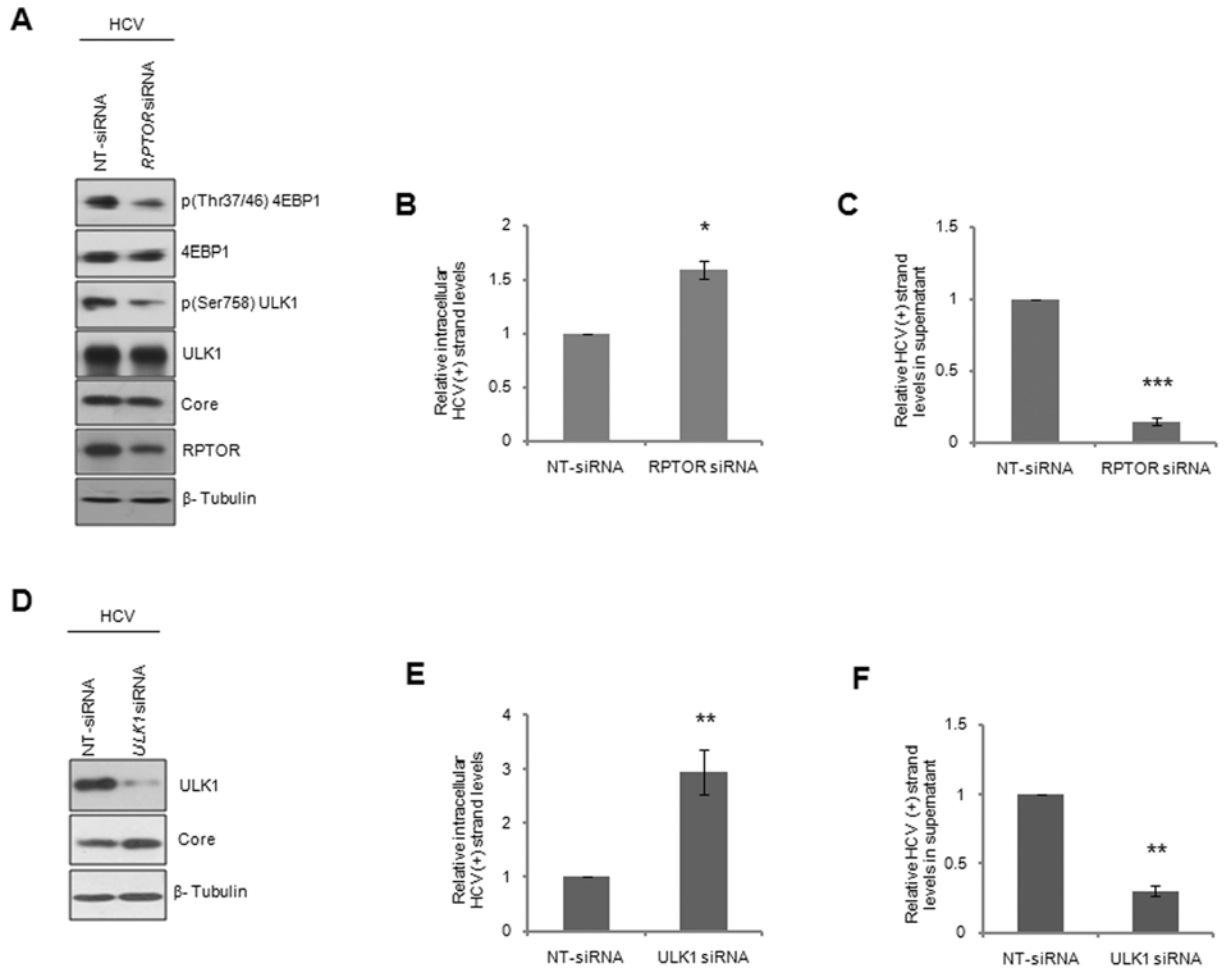 A
HCV
NT-siRNA
RPTOR siRNA
p(Thr37/46) 4EBP1
4EBP1
p(Ser758) ULK1
ULK1
Core
RPTOR
β- Tubulin
B
Relative intracellular
HCV(+) strand levels
2
1.5
1
0.5
0
*
NT-siRNA
RPTOR siRNA
C
Relative HCV(+) strand
levels in supernatant
1.5
1
0.5
0
***
NT-siRNA
RPTOR siRNA
D
HCV
NT-siRNA
ULK1 siRNA
ULK1
Core
β- Tubulin
E
Relative intracellular
HCV(+) strand levels
4
3
2
1
0
**
NT-siRNA
ULK1 siRNA
F
Relative HCV (+) strand
levels in supernatant
1.5
1
0.5
0
**
NT-siRNA
ULK1 siRNA